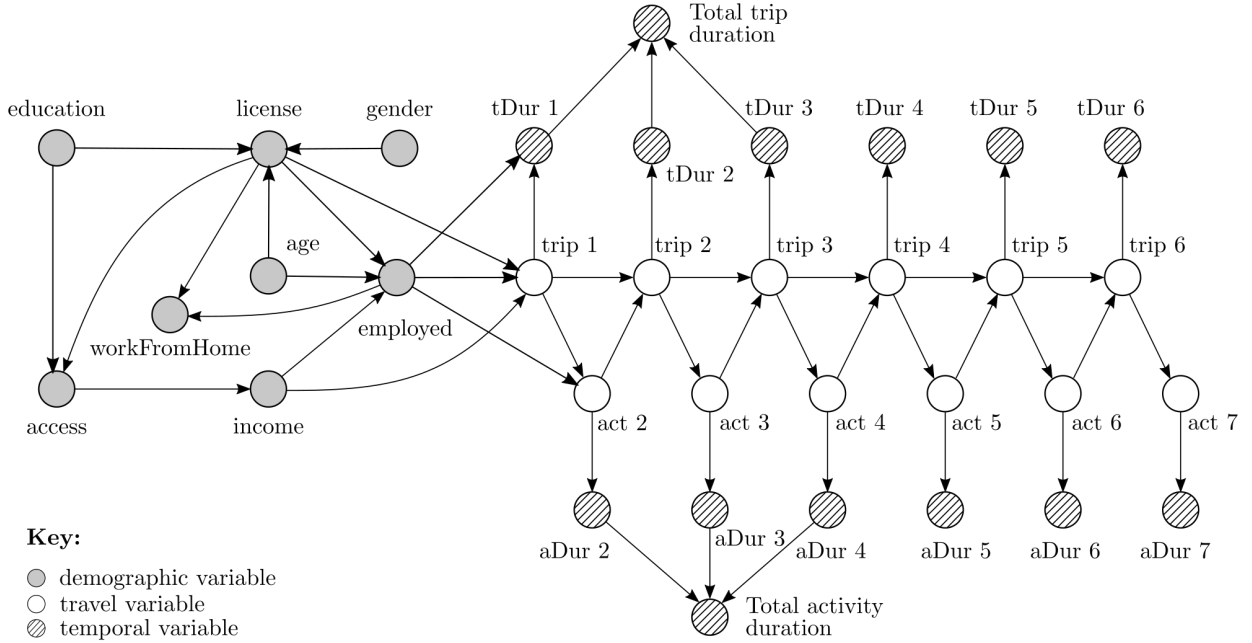 Total trip
duration
education
license
gender
tDur 1
tDur 3
tDur 4
tDur 5
tDur 6
tDur 2
age
trip 1
trip 2
trip 3
trip 4
trip 5
trip 6
employed
workFromHome
access
income
act 2
act 3
act 4
act 5
act 6
act 7
aDur 2
aDur 3
aDur 4
aDur 5
aDur 6
aDur 7
Total activity
duration
Key:
demographic variable
travel variable
temporal variable